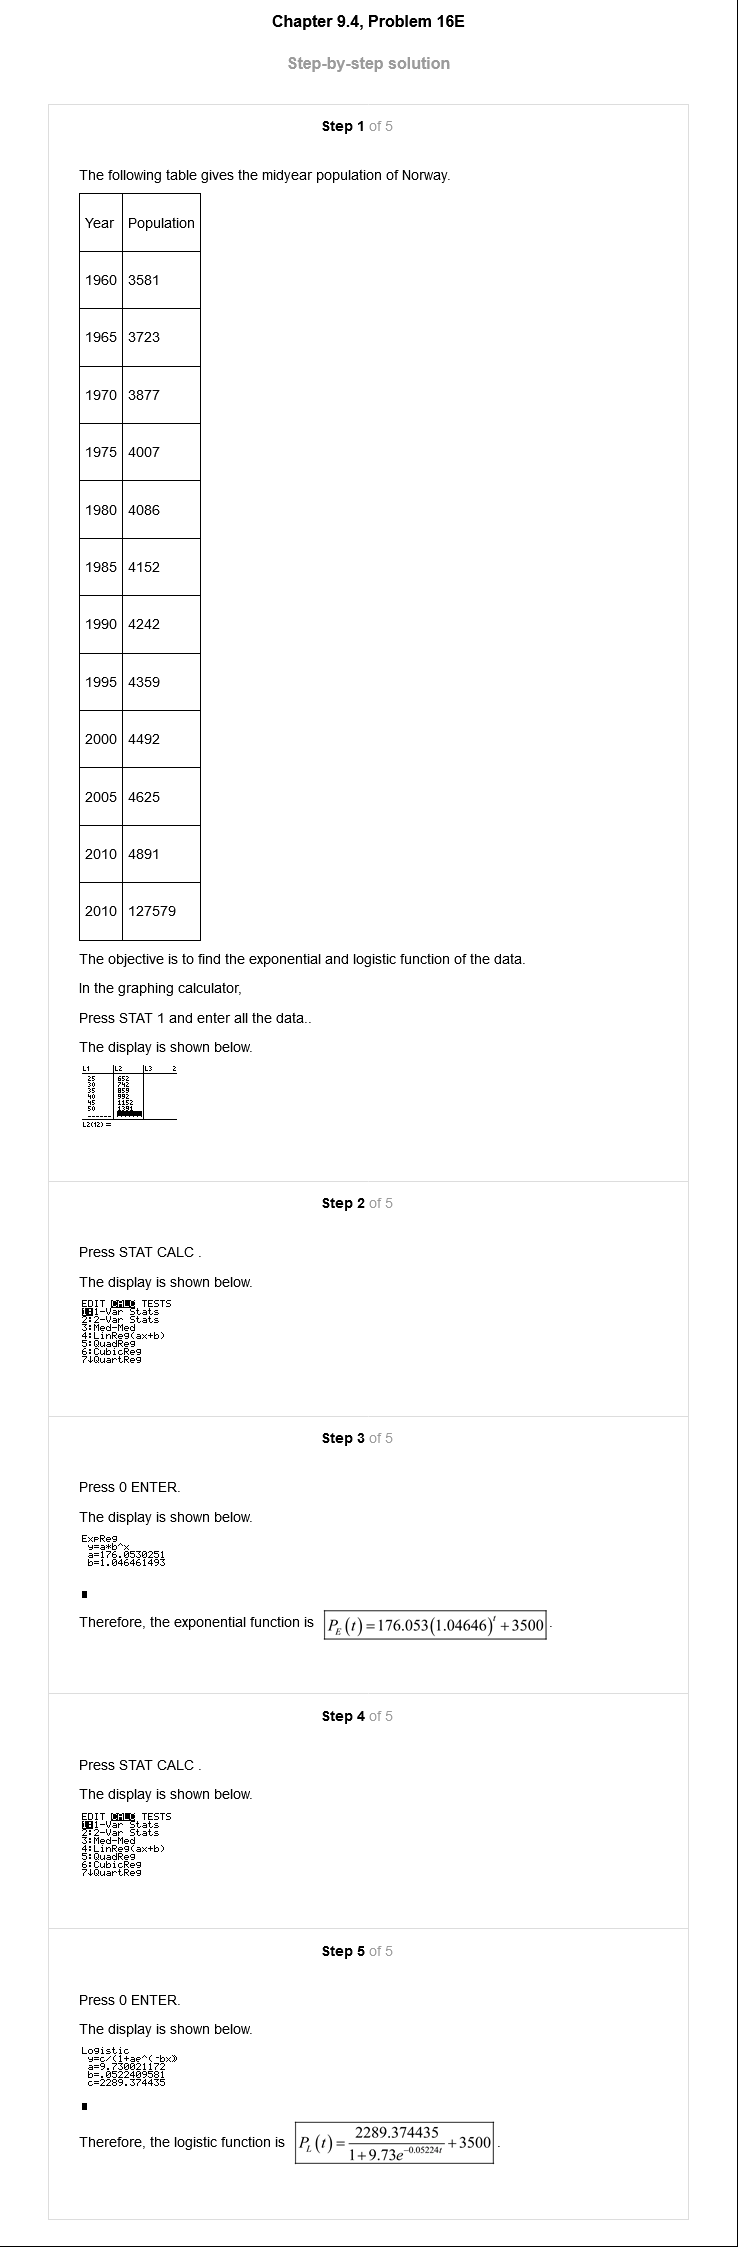 Chapter 9.4, Problem 16E
Step-by-step solution
Step 1 of 5
The following table gives the midyear population of Norway.
Year Population
1960 3581
1965 3723
1970 3877
1975 4007
1980 4086
1985 4152
1990 4242
1995 4359
2000 4492
2005 4625
2010 4891
2010 127579
The objective is to find the exponential and logistic function of the data.
In the graphing calculator,
Press STAT 1 and enter all the data..
The display is shown below.
L1 L2 L3 2
25 652
30 742
35 859
40 992
45 1152
50 1391
------
L2(12) =
Step 2 of 5
Press STAT CALC .
The display is shown below.
EDIT CALC TESTS
1:1-Var Stats
2:2-Var Stats
3:Med-Med
4:LinReg(ax+b)
5:QuadReg
6:CubicReg
7↓QuartReg
Step 3 of 5
Press 0 ENTER.
The display is shown below.
ExpReg
y=a*b^x
a=176.0530251
b=1.046461493
Therefore, the exponential function is P_E(t)=176.053(1.04646)^t+3500.
Step 4 of 5
Press STAT CALC .
The display is shown below.
EDIT CALC TESTS
1:1-Var Stats
2:2-Var Stats
3:Med-Med
4:LinReg(ax+b)
5:QuadReg
6:CubicReg
7↓QuartReg
Step 5 of 5
Press 0 ENTER.
The display is shown below.
Logistic
y=c/(1+ae^(-bx))
a=9.730021172
b=.0522409581
c=2289.374435
Therefore, the logistic function is P_L(t)=2289.374435/(1+9.73e^(-0.05224t))+3500.